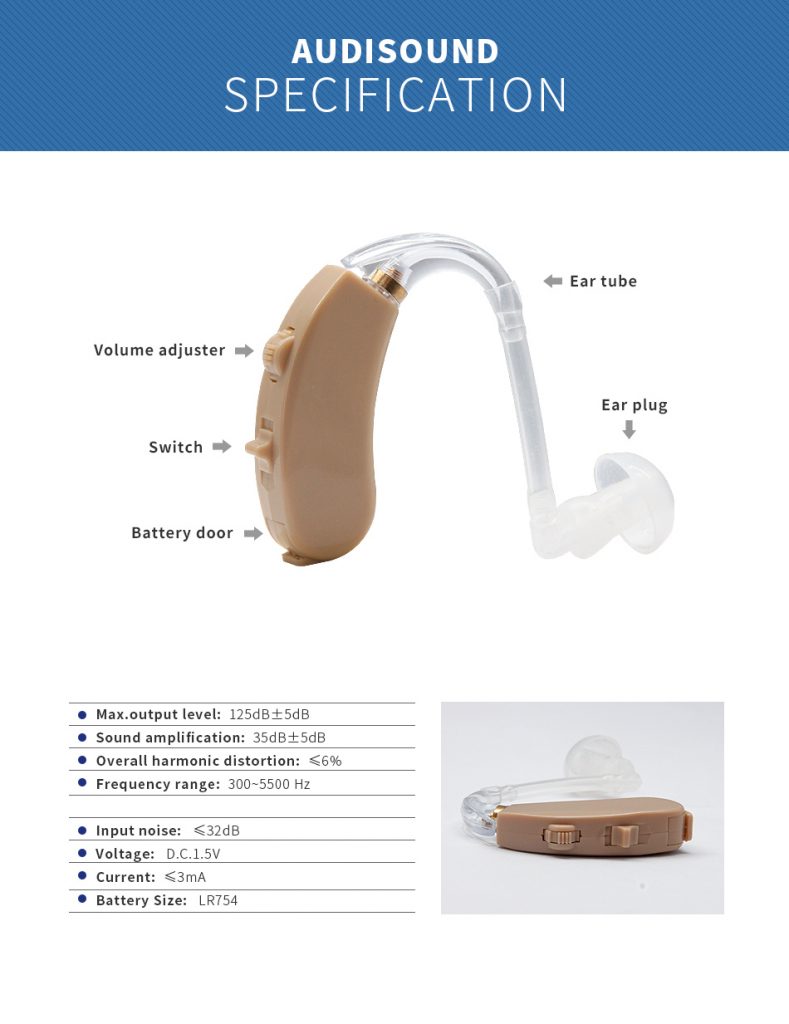 AUDISOUND
SPECIFICATION
Ear tube
Volume adjuster
Ear plug
Switch
Battery door
Max.output level: 125dB±5dB
Sound amplification: 35dB±5dB
Overall harmonic distortion: ≤6%
Frequency range: 300~5500 Hz
Input noise: ≤32dB
Voltage: D.C.1.5V
Current: ≤3mA
Battery Size: LR754